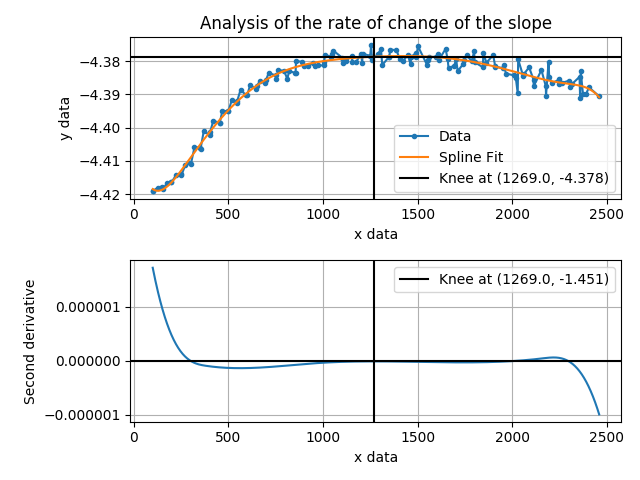 Analysis of the rate of change of the slope
−4.38
−4.39
−4.40
−4.41
−4.42
y data
Data
Spline Fit
Knee at (1269.0, -4.378)
0 500 1000 1500 2000 2500
x data
Knee at (1269.0, -1.451)
0.000001
0.000000
−0.000001
Second derivative
0 500 1000 1500 2000 2500
x data